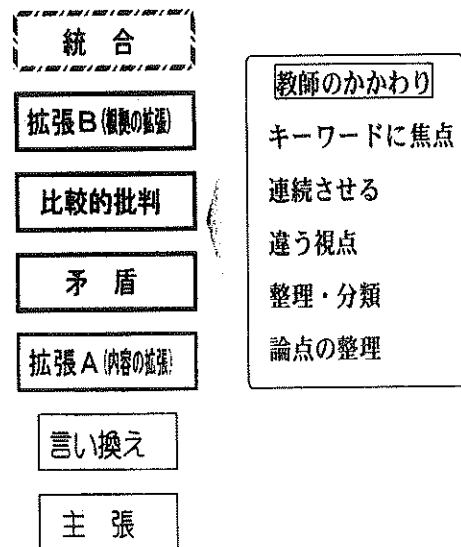 統合
拡張B(根拠の拡張)
比較的批判
矛盾
拡張A(内容の拡張)
言い換え
主張
教師のかかわり
キーワードに焦点
連続させる
違う視点
整理・分類
論点の整理